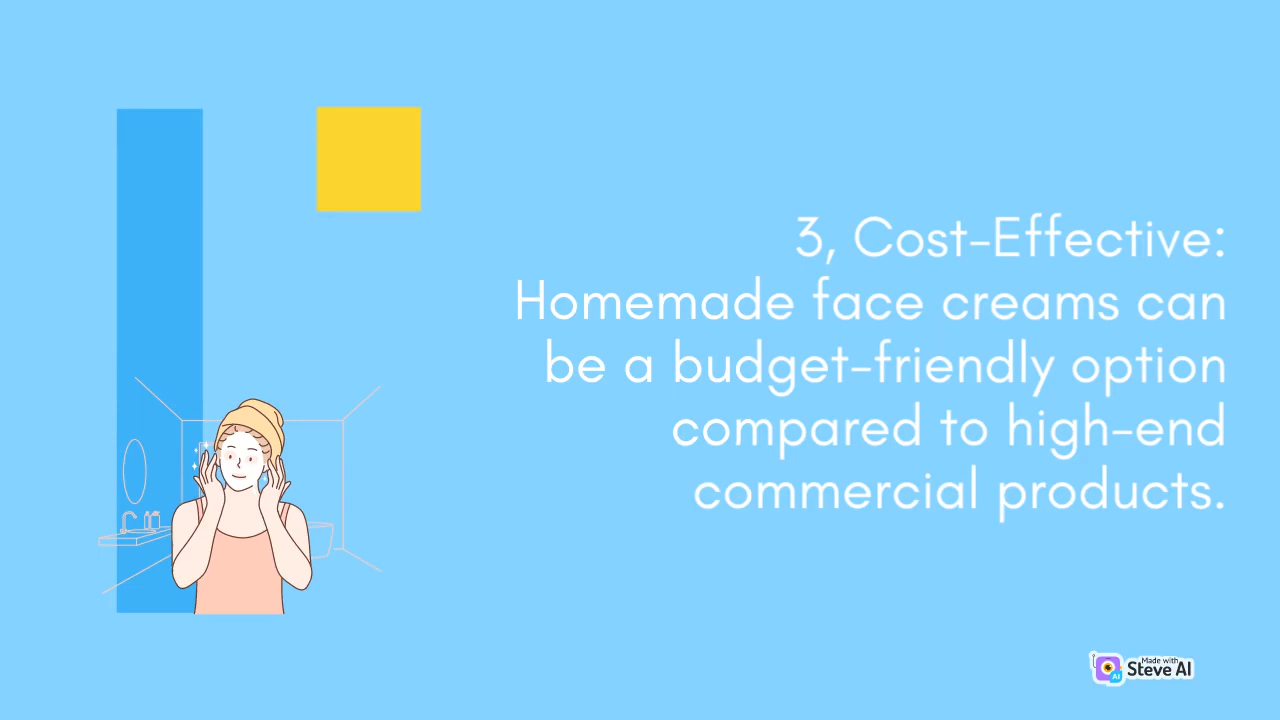 3, Cost-Effective:
Homemade face creams can
be a budget-friendly option
compared to high-end
commercial products.
Made with
Steve AI
AI